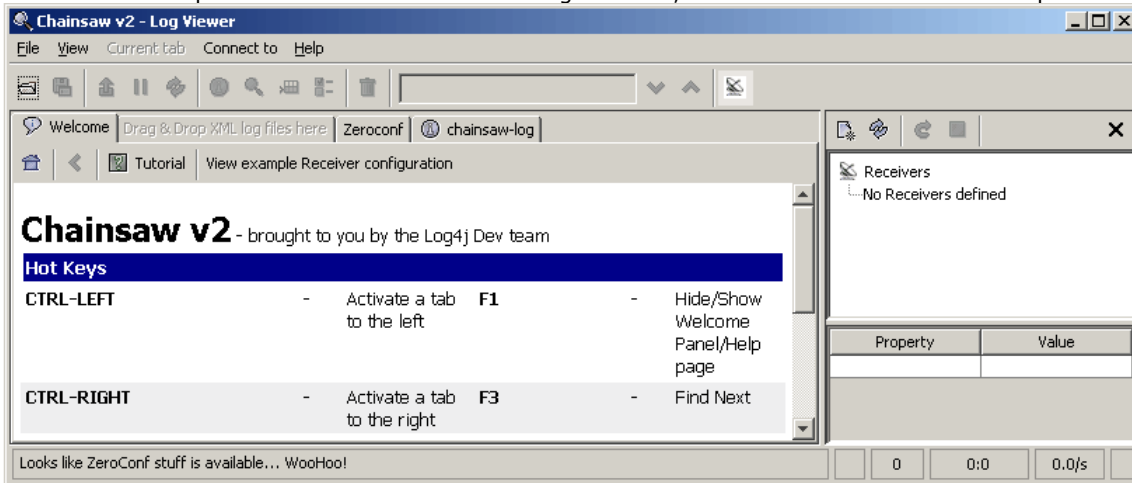 Chainsaw v2 - Log Viewer
File View Current tab Connect to Help
Welcome Drag & Drop XML log files here Zeroconf chainsaw-log
Tutorial View example Receiver configuration
Chainsaw v2 - brought to you by the Log4j Dev team
Hot Keys
CTRL-LEFT - Activate a tab to the left F1 - Hide/Show Welcome Panel/Help page
CTRL-RIGHT - Activate a tab to the right F3 - Find Next
Receivers
No Receivers defined
Property Value
Looks like ZeroConf stuff is available... WooHoo!
0 0:0 0.0/s